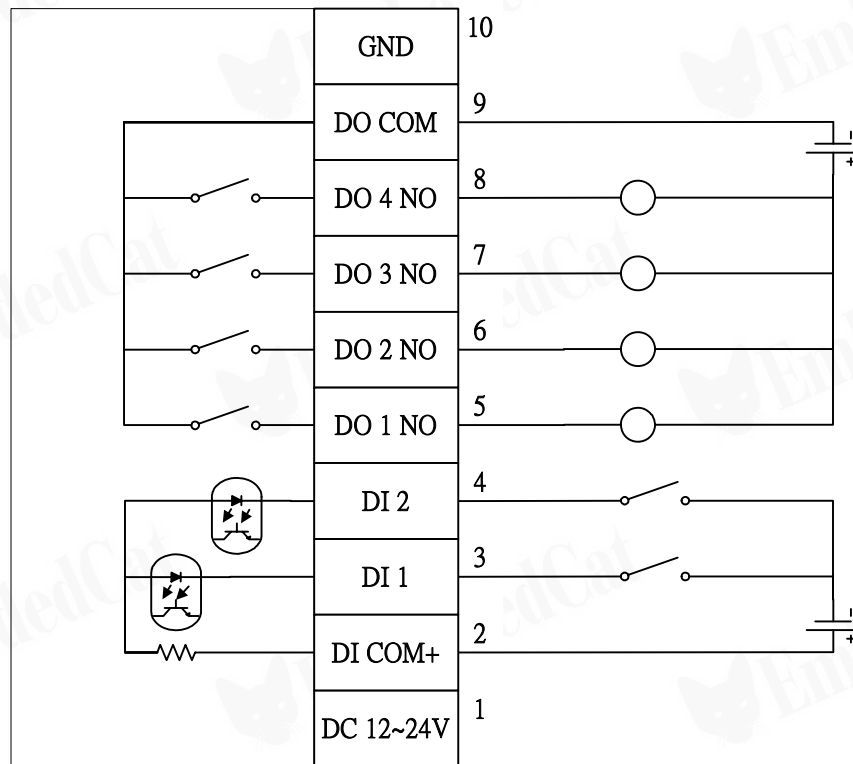 GND 10
DO COM 9
DO 4 NO 8
DO 3 NO 7
DO 2 NO 6
DO 1 NO 5
DI 2 4
DI 1 3
DI COM+ 2
DC 12~24V 1